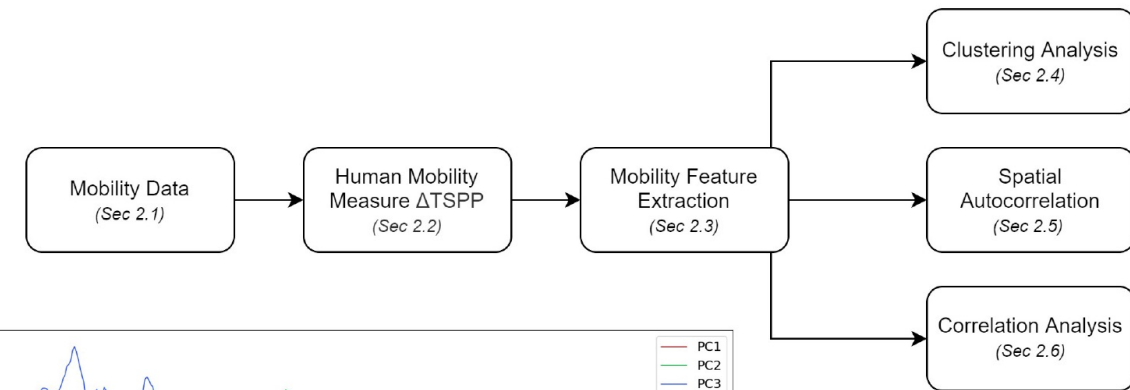 Clustering Analysis
(Sec 2.4)
Mobility Data
(Sec 2.1)
Human Mobility
Measure ΔTSPP
(Sec 2.2)
Mobility Feature
Extraction
(Sec 2.3)
Spatial
Autocorrelation
(Sec 2.5)
Correlation Analysis
(Sec 2.6)
PC1
PC2
PC3